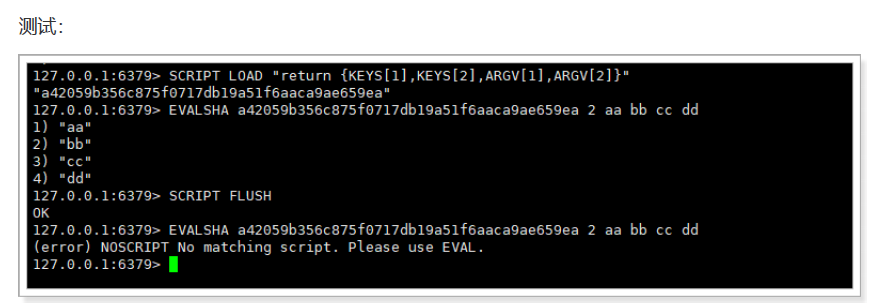 测试:
127.0.0.1:6379> SCRIPT LOAD "return {KEYS[1],KEYS[2],ARGV[1],ARGV[2]}"
"a42059b356c875f0717db19a51f6aaca9ae659ea"
127.0.0.1:6379> EVALSHA a42059b356c875f0717db19a51f6aaca9ae659ea 2 aa bb cc dd
1) "aa"
2) "bb"
3) "cc"
4) "dd"
127.0.0.1:6379> SCRIPT FLUSH
OK
127.0.0.1:6379> EVALSHA a42059b356c875f0717db19a51f6aaca9ae659ea 2 aa bb cc dd
(error) NOSCRIPT No matching script. Please use EVAL.
127.0.0.1:6379>